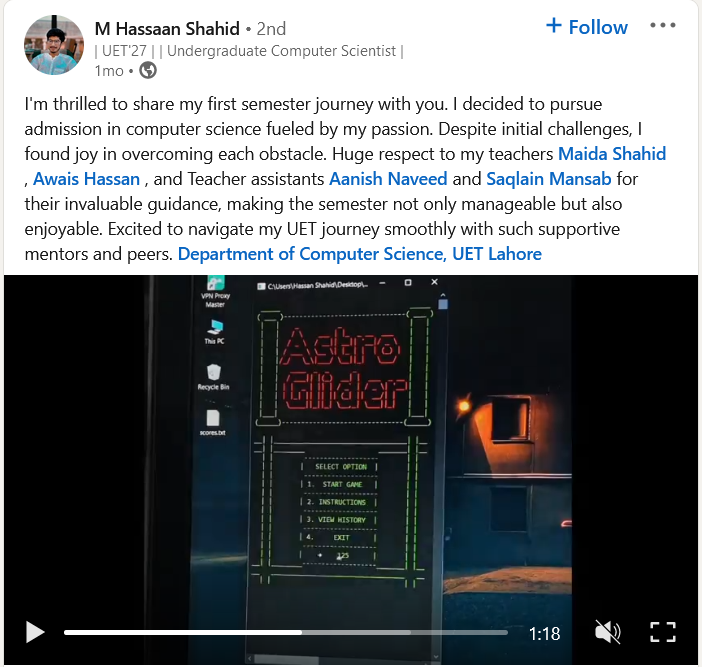 M Hassaan Shahid • 2nd
+ Follow
| UET'27 | | Undergraduate Computer Scientist |
1mo •
I'm thrilled to share my first semester journey with you. I decided to pursue
admission in computer science fueled by my passion. Despite initial challenges, I
found joy in overcoming each obstacle. Huge respect to my teachers Maida Shahid
, Awais Hassan , and Teacher assistants Aanish Naveed and Saqlain Mansab for
their invaluable guidance, making the semester not only manageable but also
enjoyable. Excited to navigate my UET journey smoothly with such supportive
mentors and peers. Department of Computer Science, UET Lahore
VPN Proxy
Master
This PC
Recycle Bin
scores.txt
C:\Users\Hassan Shahid\Desktop\...
Astro
Glider
SELECT OPTION
1. START GAME
2. INSTRUCTIONS
3. VIEW HISTORY
4. EXIT
1:18